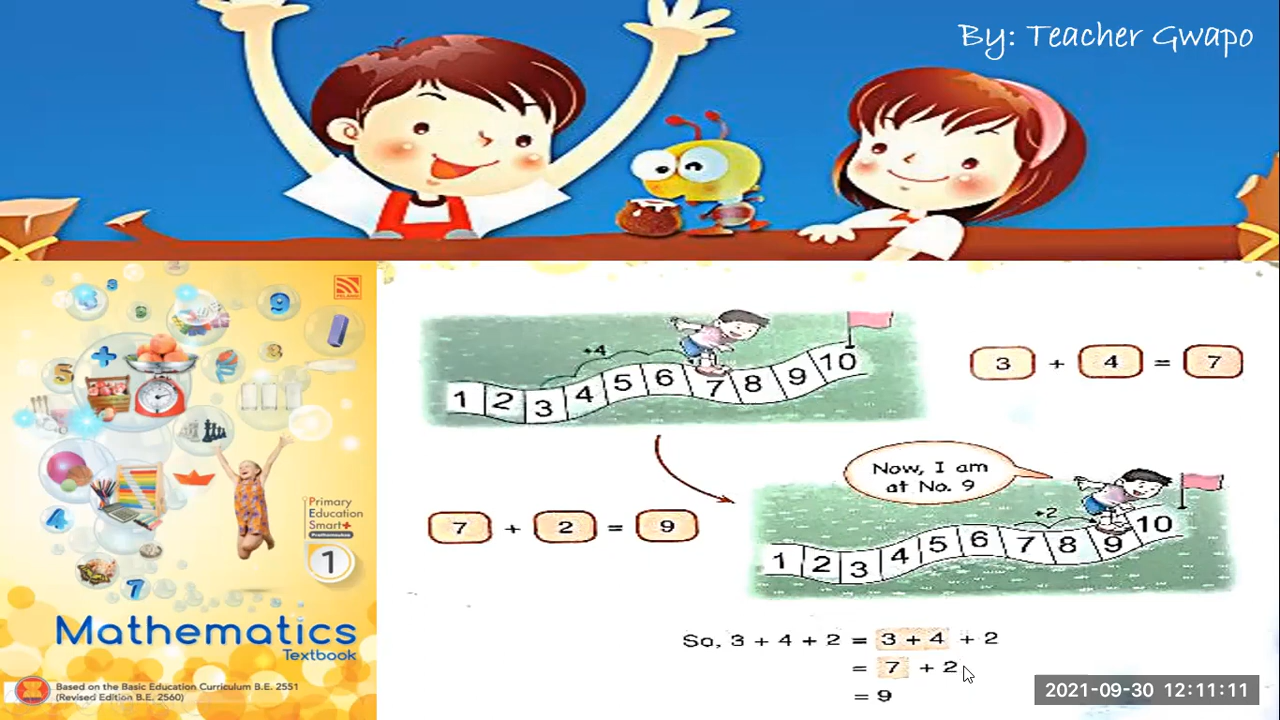 By: Teacher Gwapo
PELANGI
Primary
Education
Smart+
Prathomsuksa
1
Mathematics
Textbook
Based on the Basic Education Curriculum B.E. 2551
(Revised Edition B.E. 2560)
+4
1 2 3 4 5 6 7 8 9 10
3 + 4 = 7
Now, I am
at No. 9
7 + 2 = 9
+2
1 2 3 4 5 6 7 8 9 10
So, 3 + 4 + 2 = 3 + 4 + 2
= 7 + 2
= 9
2021-09-30 12:11:11